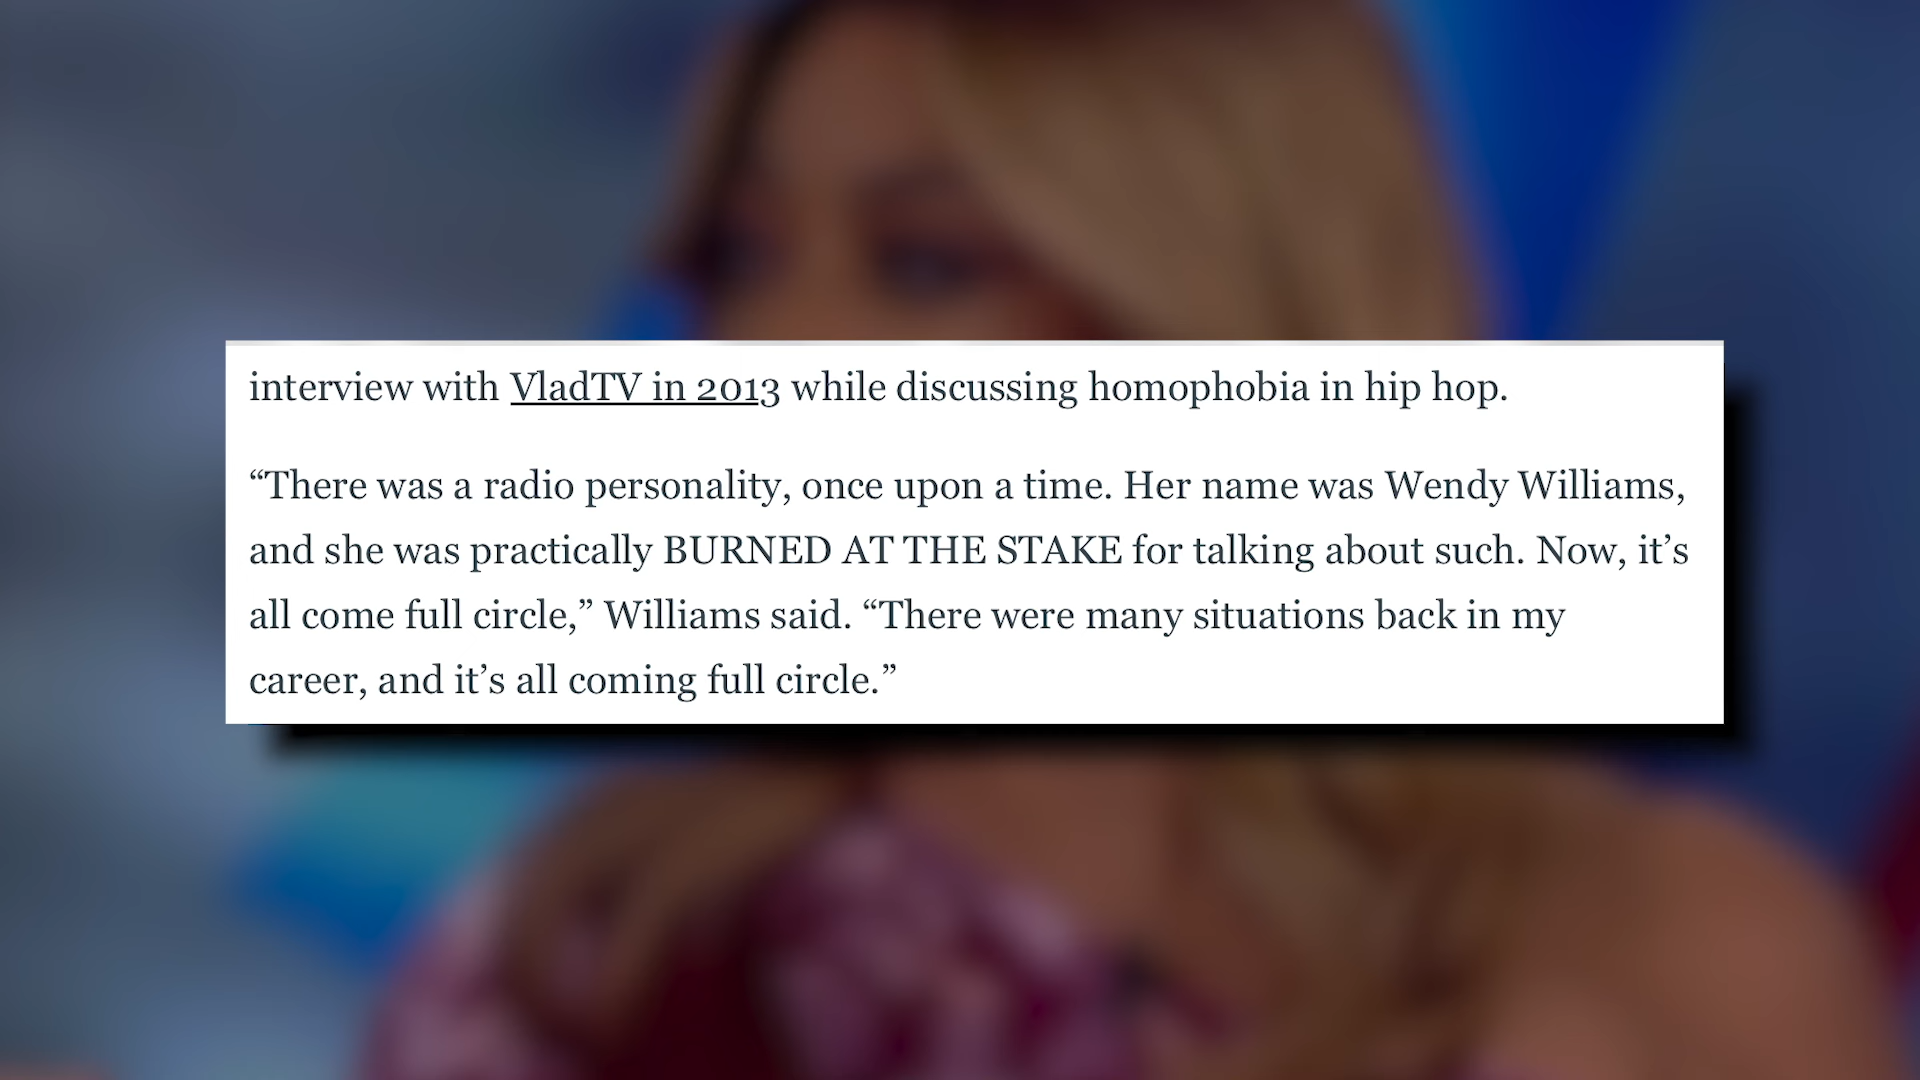 interview with VladTV in 2013 while discussing homophobia in hip hop.
“There was a radio personality, once upon a time. Her name was Wendy Williams,
and she was practically BURNED AT THE STAKE for talking about such. Now, it’s
all come full circle,” Williams said. “There were many situations back in my
career, and it’s all coming full circle.”